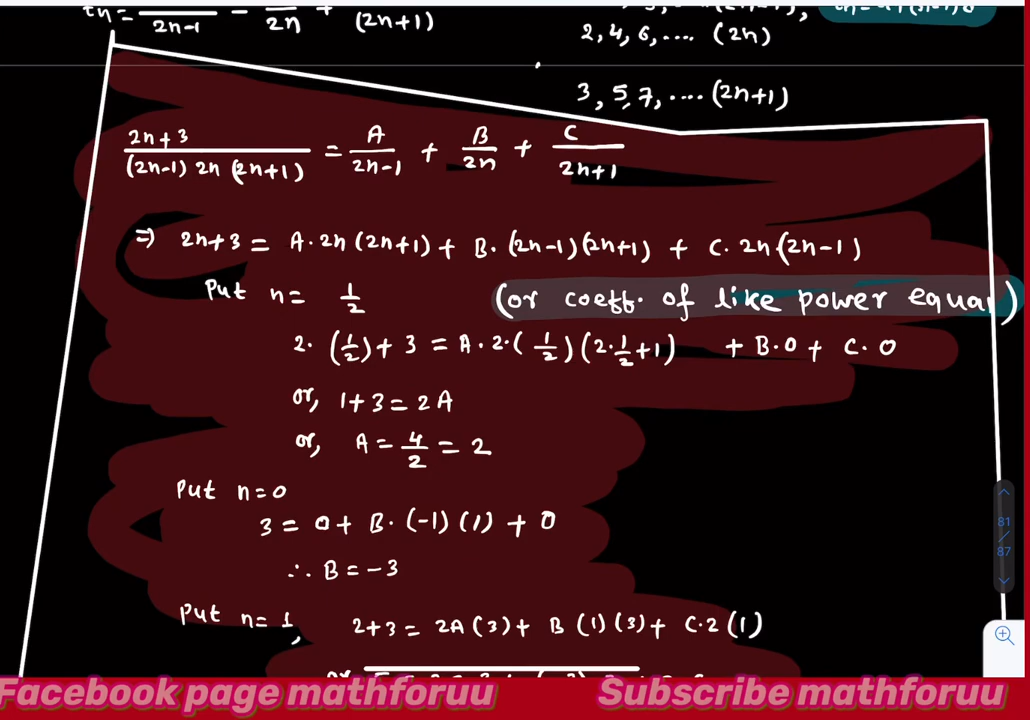 tn = 2n-1 - 2n + (2n+1)
2, 4, 6, .... (2n)
3, 5, 7, .... (2n+1)
2n+3 / (2n-1) 2n (2n+1) = A / 2n-1 + B / 2n + C / 2n+1
⇒ 2n+3 = A. 2n (2n+1) + B. (2n-1)(2n+1) + C. 2n (2n-1)
Put n = 1/2
(or coeff. of like power equal)
2. (1/2) + 3 = A. 2. (1/2) (2. 1/2 + 1) + B. 0 + C. 0
or, 1+3 = 2A
or, A = 4/2 = 2
Put n=0
3 = 0 + B. (-1) (1) + 0
∴ B = -3
Put n = 1, 2+3 = 2A (3) + B (1) (3) + C. 2 (1)
81
/
87
Facebook page mathforuu
Subscribe mathforuu